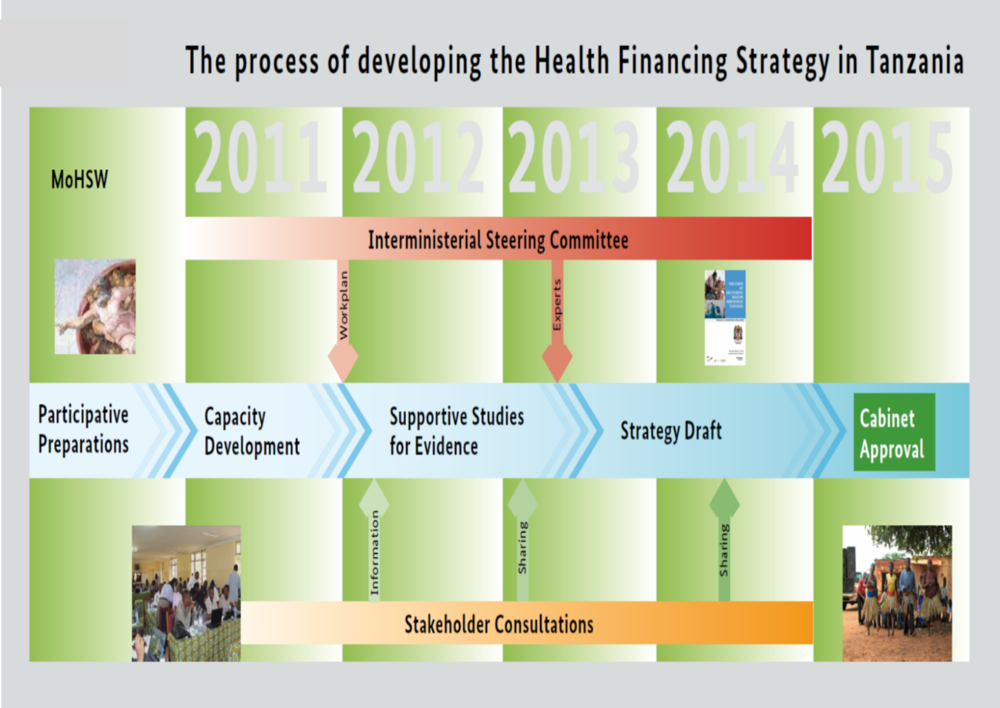 The process of developing the Health Financing Strategy in Tanzania
2011
2012
2013
2014
2015
MoHSW
Interministerial Steering Committee
Workplan
Experts
Participative
Preparations
Capacity
Development
Supportive Studies
for Evidence
Strategy Draft
Cabinet
Approval
Information
Sharing
Sharing
Stakeholder Consultations